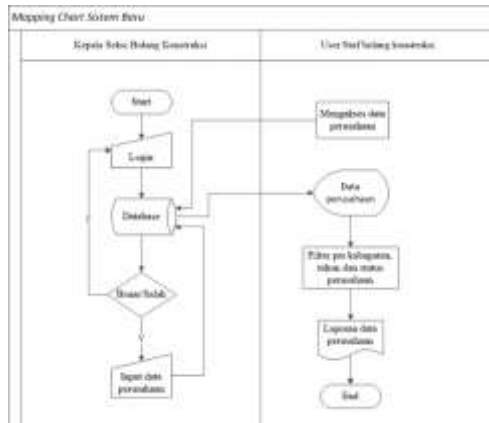 Mapping Chart Sistem Baru
Kepala Seksi Bidang Konstruksi
User Staf bidang konstruksi
Start
Login
Database
Benar/Salah
Y
Input data
perusahaan
Mengakses data
perusahaan
Data
perusahaan
Filter per kabupaten,
tahun dan status
perusahaan
Laporan data
perusahaan
End